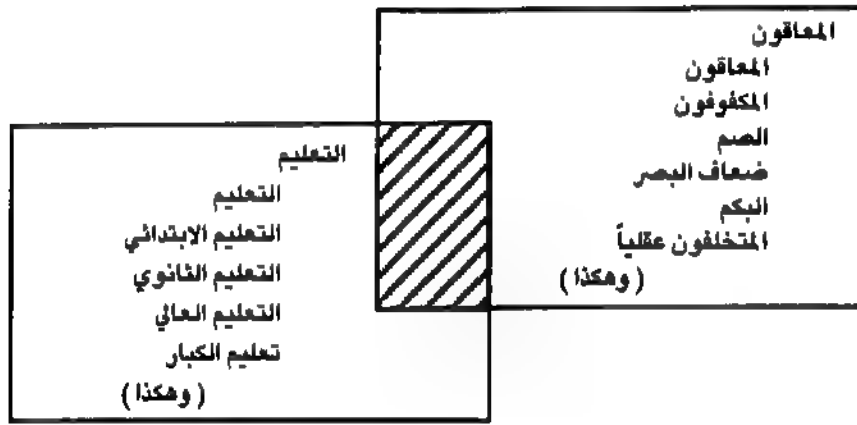 المعاقون
المعاقون
المكفوفون
الصم
ضعاف البصر
البكم
المتخلفون عقلياً
(وهكذا)
التعليم
التعليم
التعليم الابتدائي
التعليم الثانوي
التعليم العالي
تعليم الكبار
(وهكذا)